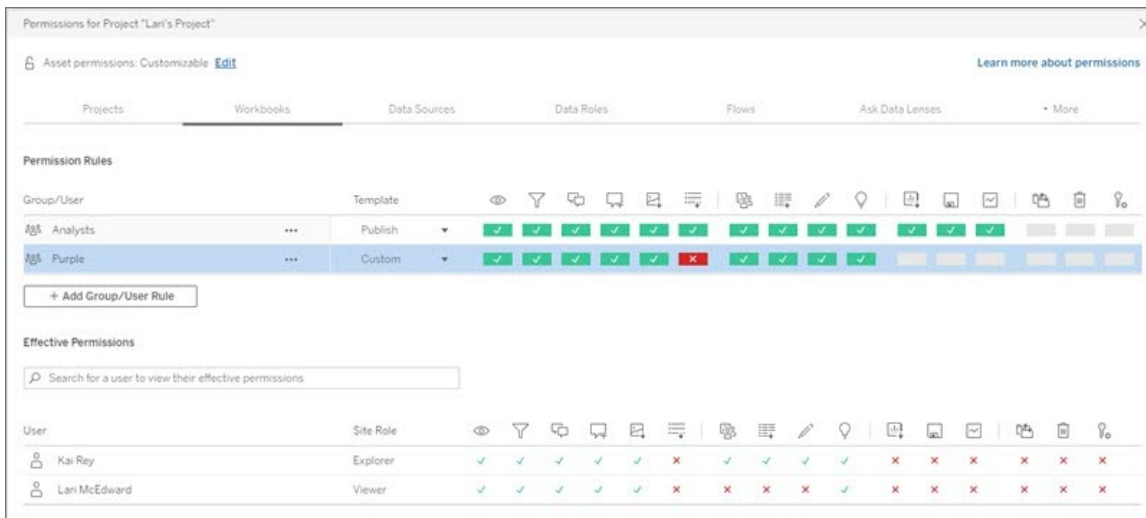 Permissions for Project "Lari's Project"
Asset permissions: Customizable Edit Learn more about permissions
Projects Workbooks Data Sources Data Roles Flows Ask Data Lenses More
Permission Rules
Group/User Template
Analysts Publish
Purple Custom
+ Add Group/User Rule
Effective Permissions
Search for a user to view their effective permissions
User Site Role
Kai Rey Explorer
Lari McEdward Viewer